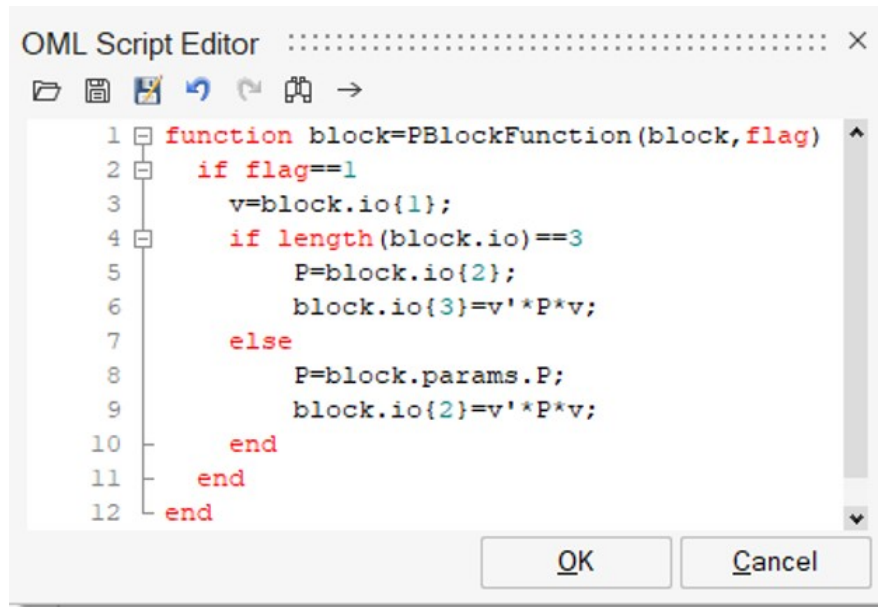 OML Script Editor
1 function block=PBlockFunction(block,flag)
2 if flag==1
3 v=block.io{1};
4 if length(block.io)==3
5 P=block.io{2};
6 block.io{3}=v'*P*v;
7 else
8 P=block.params.P;
9 block.io{2}=v'*P*v;
10 end
11 end
12 end
OK Cancel